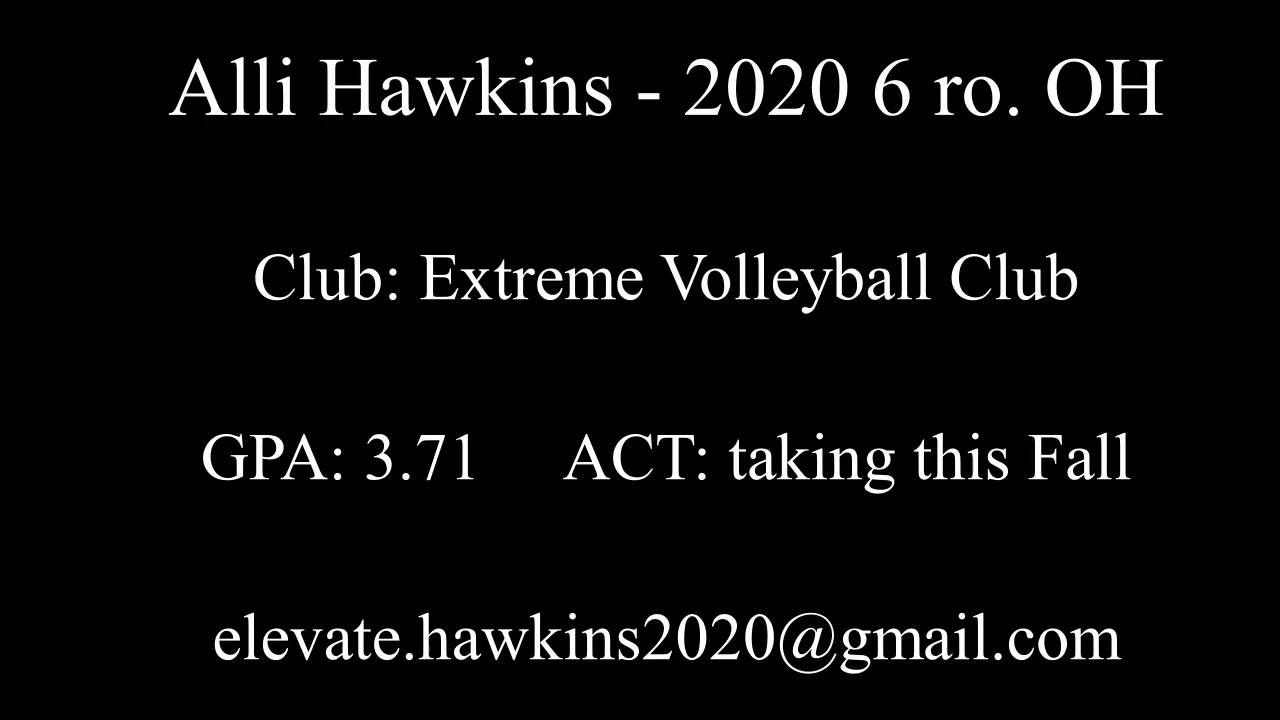 Alli Hawkins - 2020 6 ro. OH
Club: Extreme Volleyball Club
GPA: 3.71 ACT: taking this Fall
elevate.hawkins2020@gmail.com